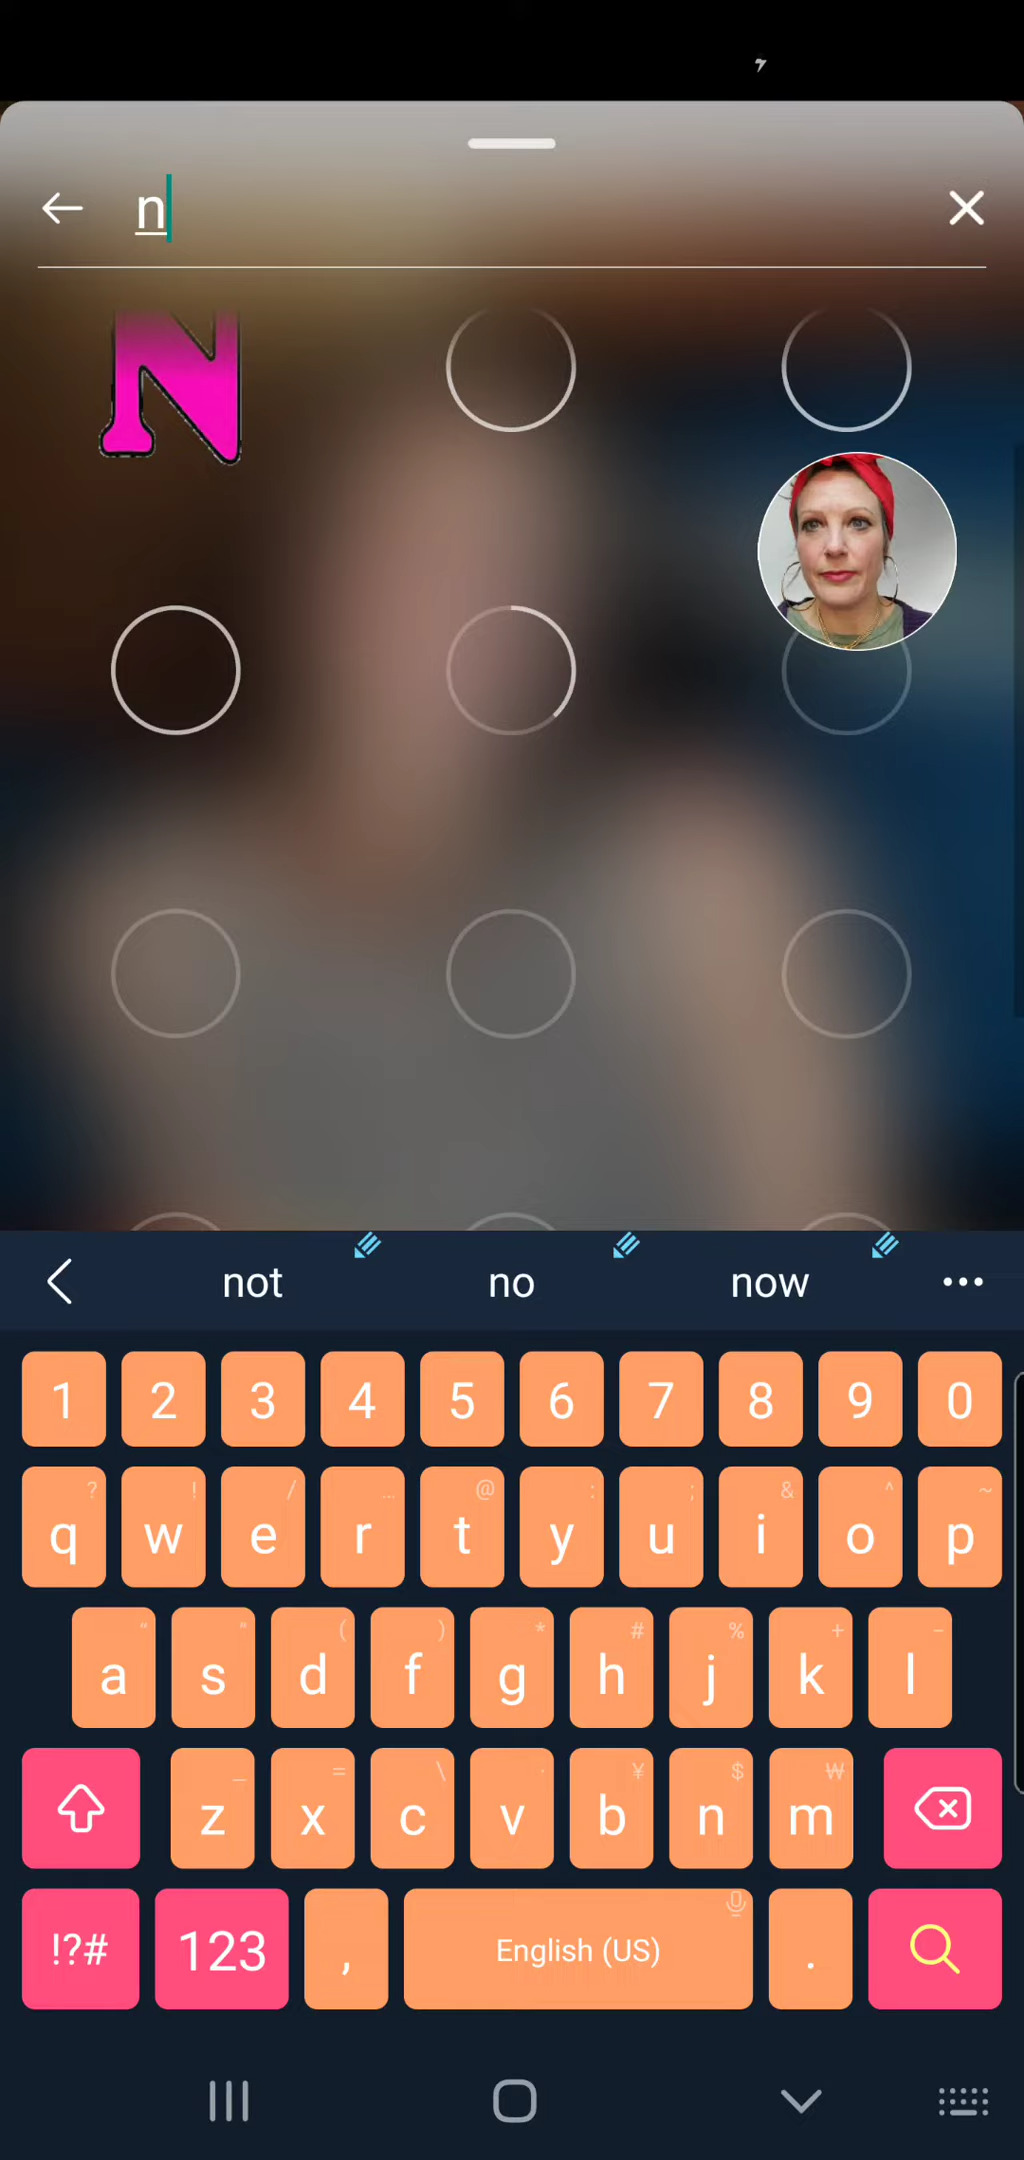 n
N
not no now
1 2 3 4 5 6 7 8 9 0
? ! / ... @ : ; & ^ ~
q w e r t y u i o p
" ( ) * # % + -
a s d f g h j k l
_ = \ · ¥ $ ₩
z x c v b n m
!?# 123 , English (US) .